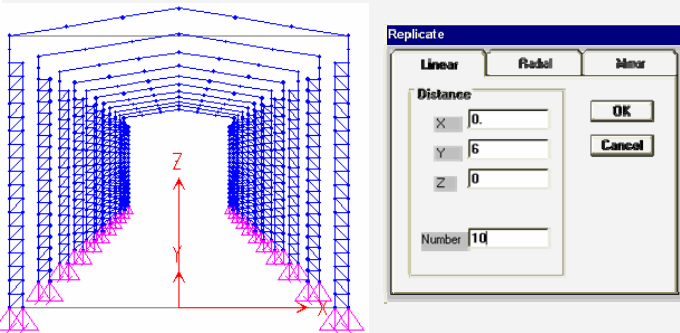 Z
Y
X
Replicate
Linear
Radial
Mirror
Distance
X
0.
Y
6
Z
0
Number
10
OK
Cancel